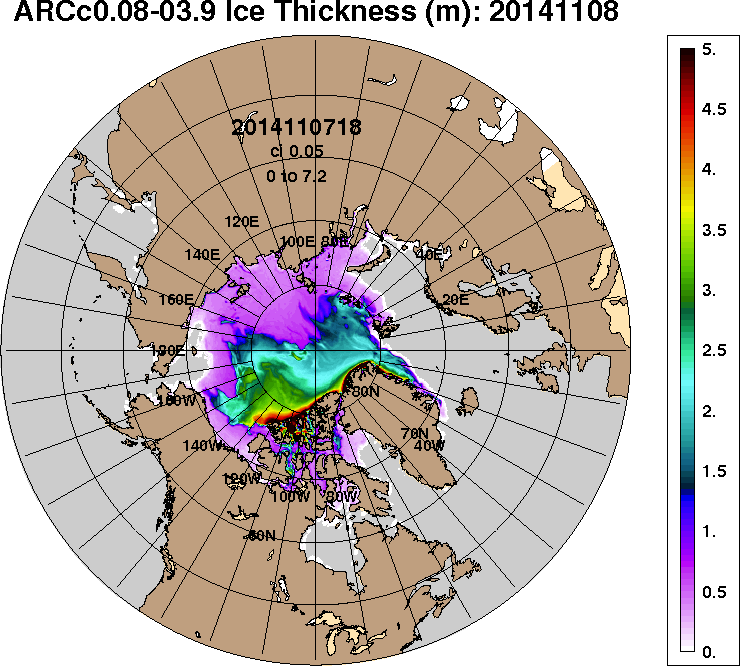 ARCc0.08-03.9 Ice Thickness (m): 20141108
2014110718
ci 0.05
0 to 7.2
120E
100E
80E
40E
140E
20E
160E
180E
160W
80N
70N
40W
140W
120W
100W
80W
60N
5.
4.5
4.
3.5
3.
2.5
2.
1.5
1.
0.5
0.